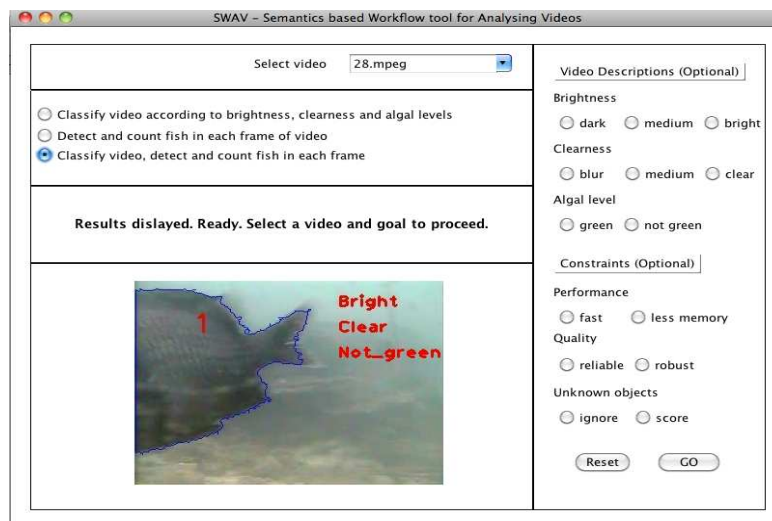 SWAV - Semantics based Workflow tool for Analysing Videos
Select video 28.mpeg
Classify video according to brightness, clearness and algal levels
Detect and count fish in each frame of video
Classify video, detect and count fish in each frame
Results dislayed. Ready. Select a video and goal to proceed.
1
Bright
Clear
Not_green
Video Descriptions (Optional)
Brightness
dark medium bright
Clearness
blur medium clear
Algal level
green not green
Constraints (Optional)
Performance
fast less memory
Quality
reliable robust
Unknown objects
ignore score
Reset GO